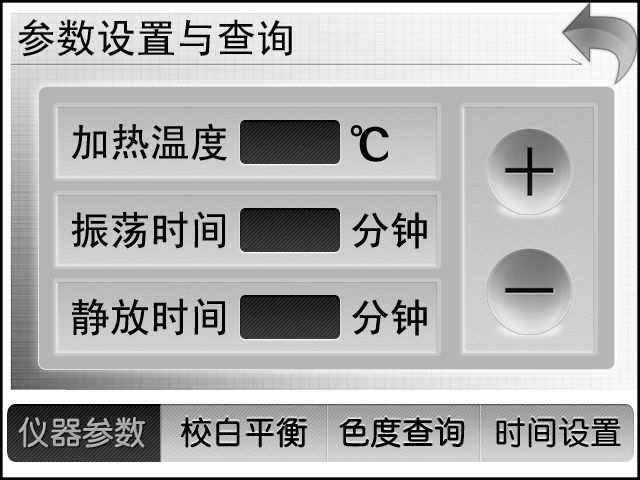 参数设置与查询
加热温度 ℃
振荡时间 分钟
静放时间 分钟
+
−
仪器参数 校白平衡 色度查询 时间设置